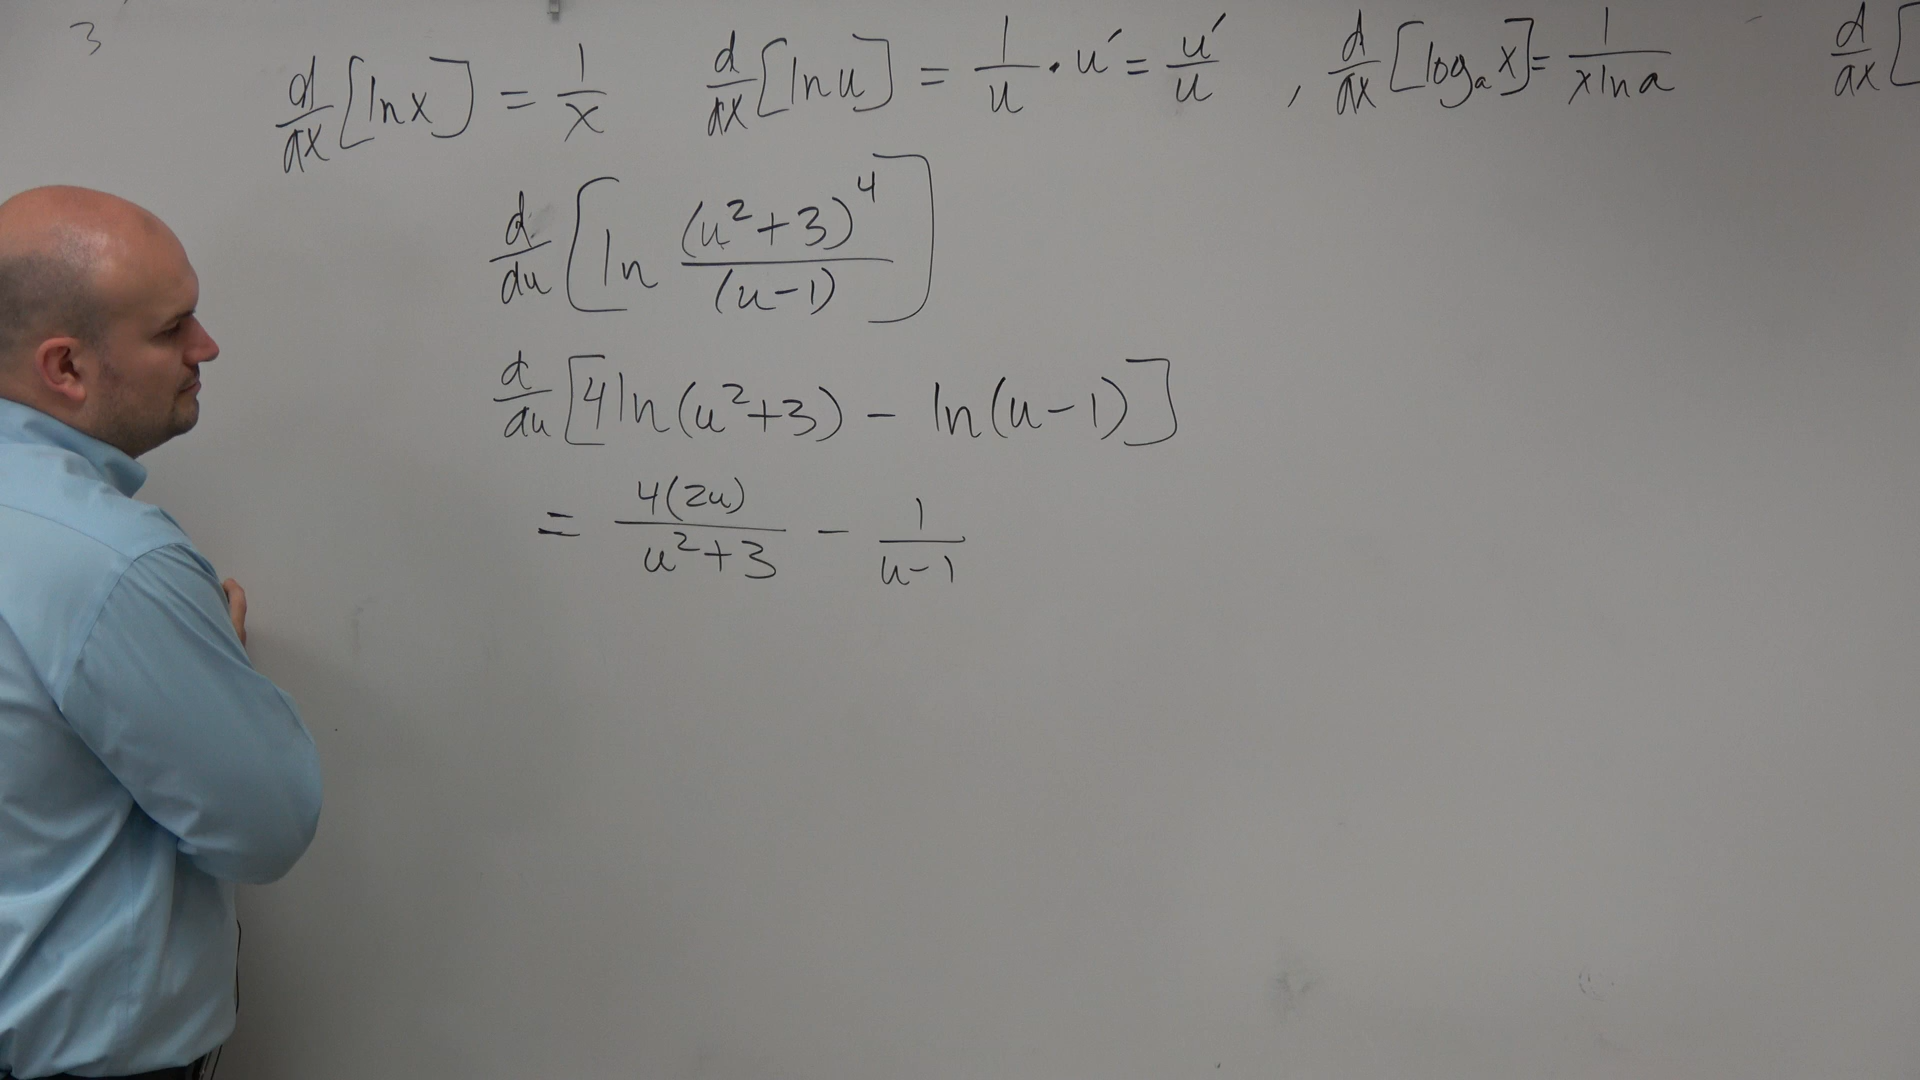 3
d/dx [ln x] = 1/x   d/dx [ln u] = 1/u · u′ = u′/u , d/dx [logₐ x] = 1/(x ln a)   d/dx [
d/du [ln (u²+3)⁴/(u-1)]
d/du [4 ln(u²+3) - ln(u-1)]
= 4(2u)/(u²+3) - 1/(u-1)